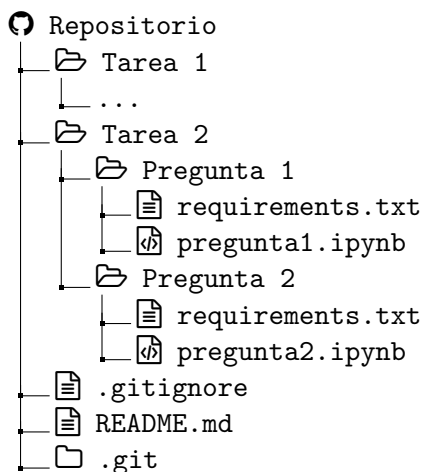 Repositorio
Tarea 1
...
Tarea 2
Pregunta 1
requirements.txt
pregunta1.ipynb
Pregunta 2
requirements.txt
pregunta2.ipynb
.gitignore
README.md
.git